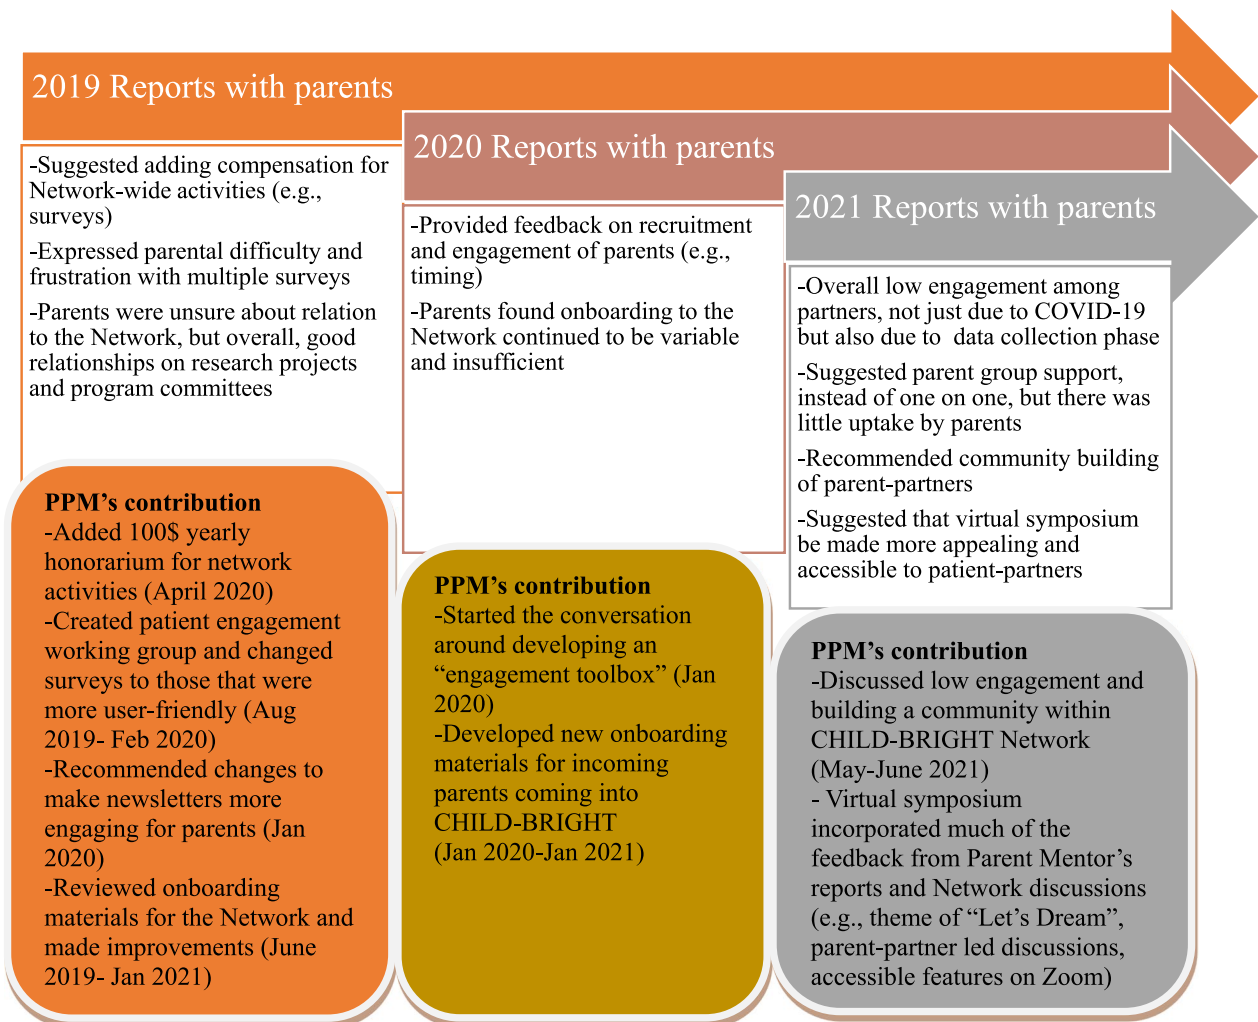 2019 Reports with parents
-Suggested adding compensation for
Network-wide activities (e.g.,
surveys)
-Expressed parental difficulty and
frustration with multiple surveys
-Parents were unsure about relation
to the Network, but overall, good
relationships on research projects
and program committees
PPM’s contribution
-Added 100$ yearly
honorarium for network
activities (April 2020)
-Created patient engagement
working group and changed
surveys to those that were
more user-friendly (Aug
2019- Feb 2020)
-Recommended changes to
make newsletters more
engaging for parents (Jan
2020)
-Reviewed onboarding
materials for the Network and
made improvements (June
2019- Jan 2021)
2020 Reports with parents
-Provided feedback on recruitment
and engagement of parents (e.g.,
timing)
-Parents found onboarding to the
Network continued to be variable
and insufficient
PPM’s contribution
-Started the conversation
around developing an
“engagement toolbox” (Jan
2020)
-Developed new onboarding
materials for incoming
parents coming into
CHILD-BRIGHT
(Jan 2020-Jan 2021)
2021 Reports with parents
-Overall low engagement among
partners, not just due to COVID-19
but also due to  data collection phase
-Suggested parent group support,
instead of one on one, but there was
little uptake by parents
-Recommended community building
of parent-partners
-Suggested that virtual symposium
be made more appealing and
accessible to patient-partners
PPM’s contribution
-Discussed low engagement and
building a community within
CHILD-BRIGHT Network
(May-June 2021)
- Virtual symposium
incorporated much of the
feedback from Parent Mentor’s
reports and Network discussions
(e.g., theme of “Let’s Dream”,
parent-partner led discussions,
accessible features on Zoom)